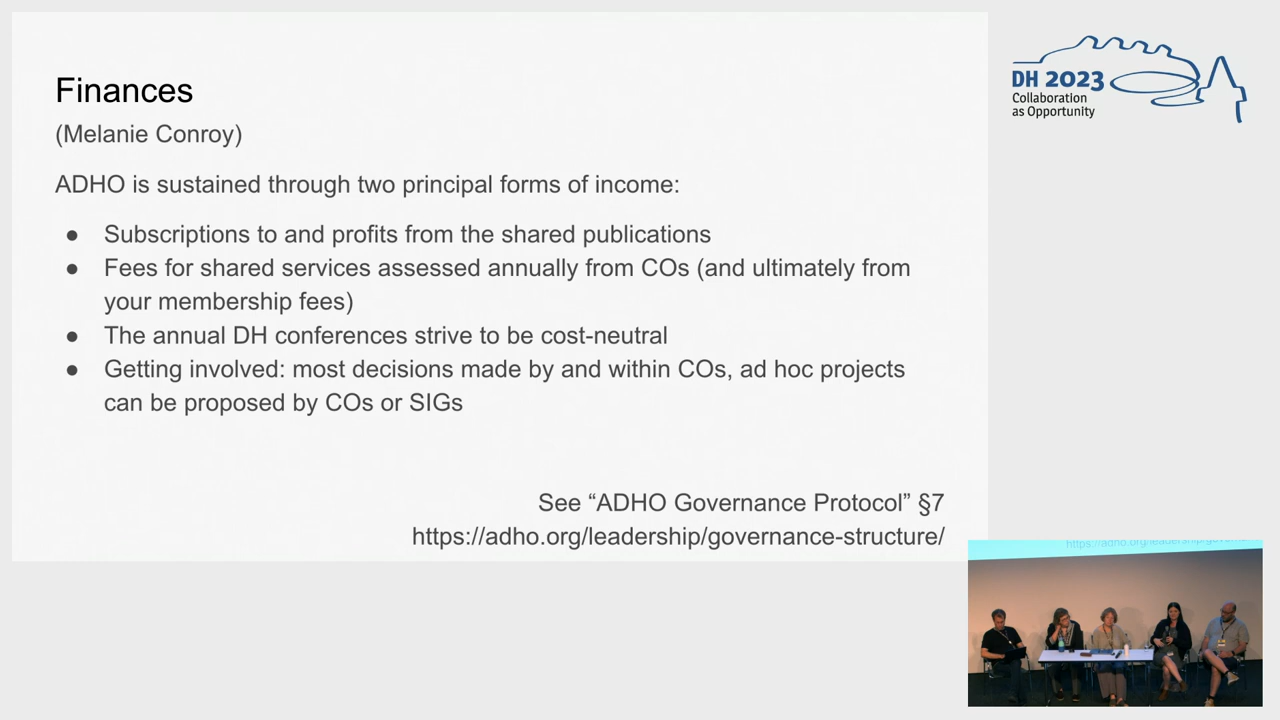 Finances
(Melanie Conroy)
ADHO is sustained through two principal forms of income:
● Subscriptions to and profits from the shared publications
● Fees for shared services assessed annually from COs (and ultimately from
your membership fees)
● The annual DH conferences strive to be cost-neutral
● Getting involved: most decisions made by and within COs, ad hoc projects
can be proposed by COs or SIGs
See “ADHO Governance Protocol” §7
https://adho.org/leadership/governance-structure/
DH 2023
Collaboration
as Opportunity